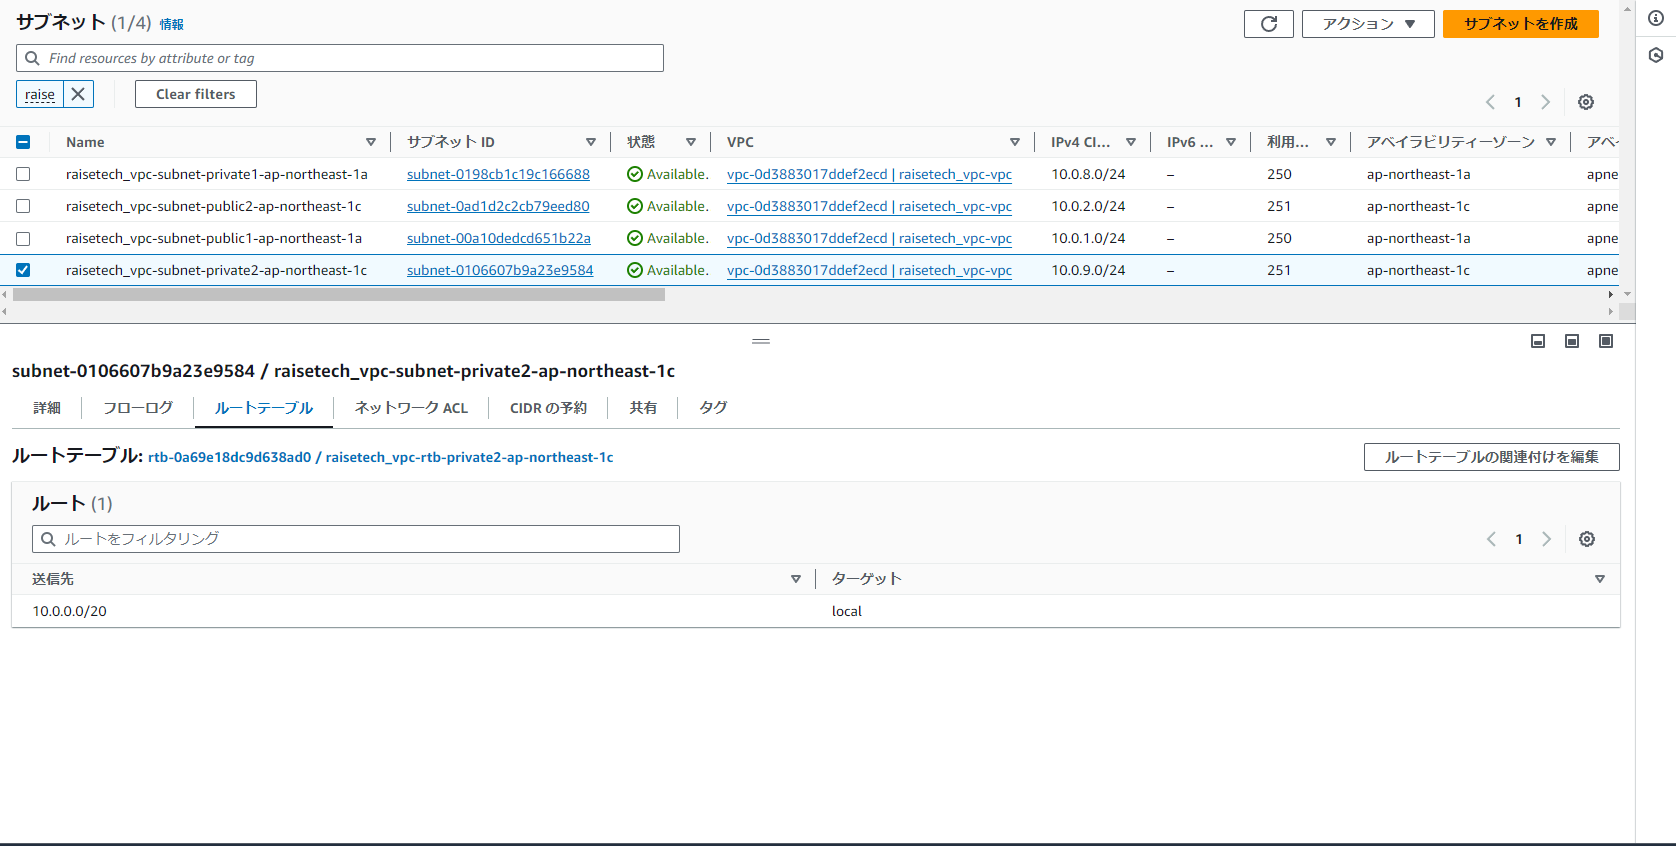 サブネット (1/4) 情報
アクション
サブネットを作成
Find resources by attribute or tag
raise
Clear filters
1
Name サブネット ID 状態 VPC IPv4 CI... IPv6 ... 利用... アベイラビリティーゾーン アベイ
raisetech_vpc-subnet-private1-ap-northeast-1a subnet-0198cb1c19c166688 Available. vpc-0d3883017ddef2ecd | raisetech_vpc-vpc 10.0.8.0/24 – 250 ap-northeast-1a apne
raisetech_vpc-subnet-public2-ap-northeast-1c subnet-0ad1d2c2cb79eed80 Available. vpc-0d3883017ddef2ecd | raisetech_vpc-vpc 10.0.2.0/24 – 251 ap-northeast-1c apne
raisetech_vpc-subnet-public1-ap-northeast-1a subnet-00a10dedcd651b22a Available. vpc-0d3883017ddef2ecd | raisetech_vpc-vpc 10.0.1.0/24 – 250 ap-northeast-1a apne
raisetech_vpc-subnet-private2-ap-northeast-1c subnet-0106607b9a23e9584 Available. vpc-0d3883017ddef2ecd | raisetech_vpc-vpc 10.0.9.0/24 – 251 ap-northeast-1c apne
subnet-0106607b9a23e9584 / raisetech_vpc-subnet-private2-ap-northeast-1c
詳細 フローログ ルートテーブル ネットワーク ACL CIDR の予約 共有 タグ
ルートテーブル: rtb-0a69e18dc9d638ad0 / raisetech_vpc-rtb-private2-ap-northeast-1c
ルートテーブルの関連付けを編集
ルート (1)
ルートをフィルタリング
1
送信先 ターゲット
10.0.0.0/20 local